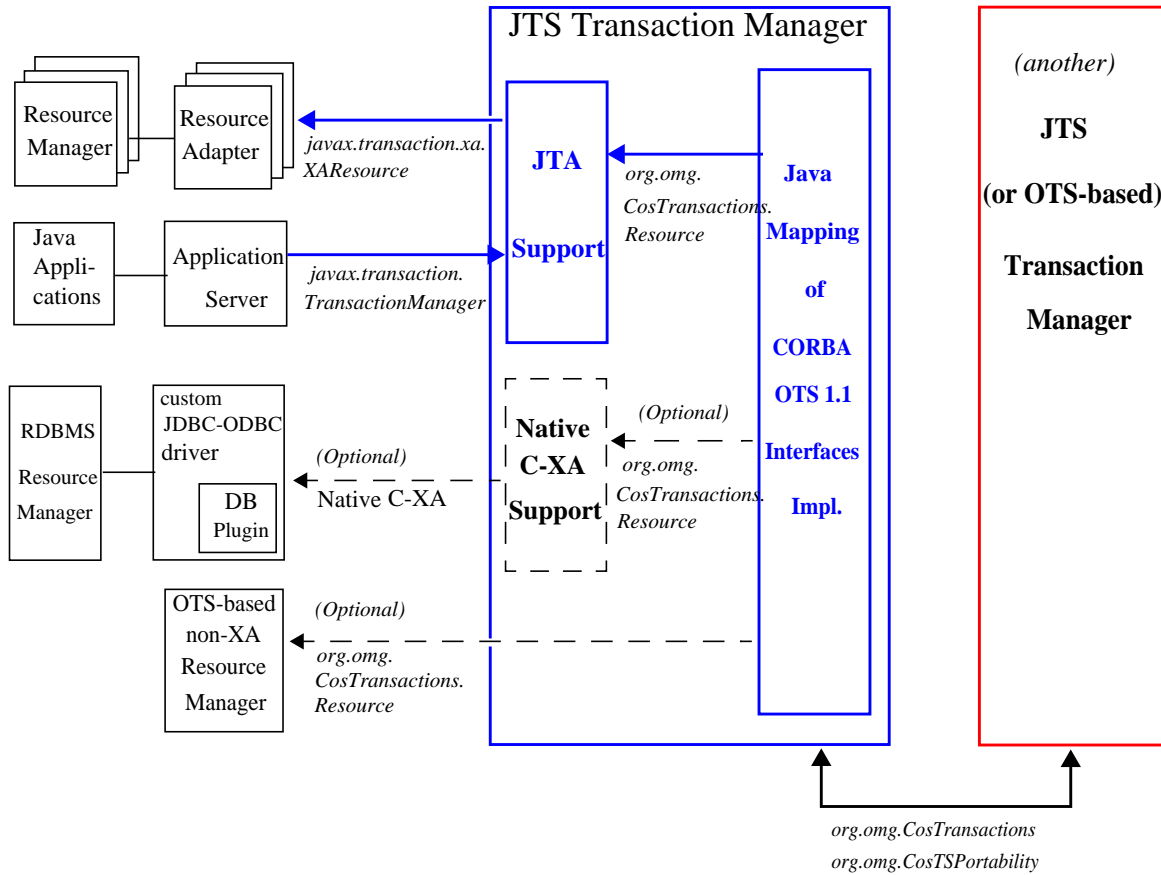 JTS Transaction Manager
Resource
Manager
Resource
Adapter
javax.transaction.xa.
XAResource
JTA
Support
org.omg.
CosTransactions.
Resource
Java
Mapping
of
CORBA
OTS 1.1
Interfaces
Impl.
(another)
JTS
(or OTS-based)
Transaction
Manager
Java
Appli-
cations
Application
Server
javax.transaction.
TransactionManager
RDBMS
Resource
Manager
custom
JDBC-ODBC
driver
DB
Plugin
(Optional)
Native C-XA
Native
C-XA
Support
(Optional)
org.omg.
CosTransactions.
Resource
OTS-based
non-XA
Resource
Manager
(Optional)
org.omg.
CosTransactions.
Resource
org.omg.CosTransactions
org.omg.CosTSPortability